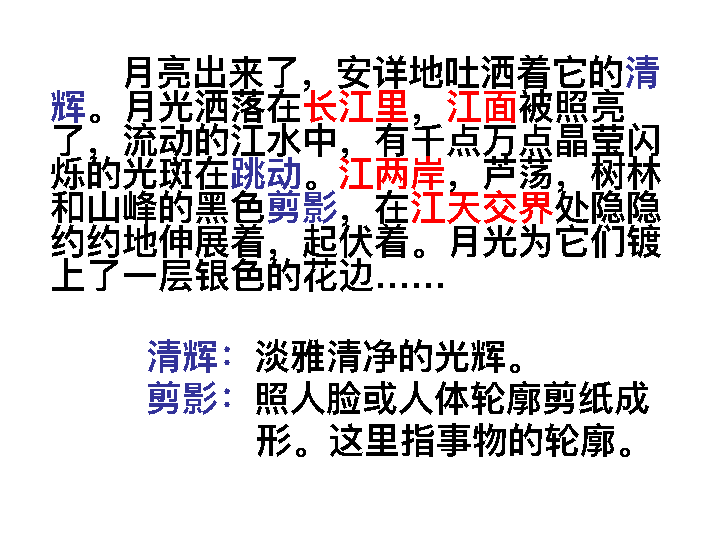 月亮出来了，安详地吐洒着它的清
辉。月光洒落在长江里，江面被照亮
了，流动的江水中，有千点万点晶莹闪
烁的光斑在跳动。江两岸，芦荡，树林
和山峰的黑色剪影，在江天交界处隐隐
约约地伸展着，起伏着。月光为它们镀
上了一层银色的花边……
清辉：淡雅清净的光辉。
剪影：照人脸或人体轮廓剪纸成
形。这里指事物的轮廓。